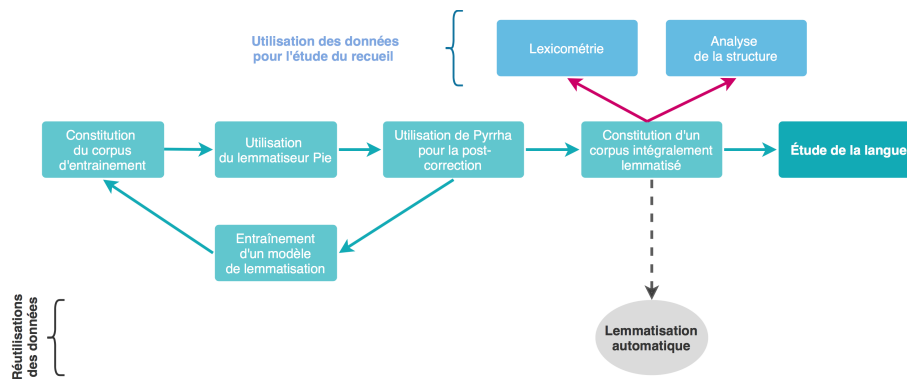 Utilisation des données
pour l'étude du recueil
Lexicométrie
Analyse
de la structure
Constitution
du corpus
d'entrainement
Utilisation
du lemmatiseur Pie
Utilisation de Pyrrha
pour la post-
correction
Constitution d'un
corpus intégralement
lemmatisé
Étude de la langue
Entraînement
d'un modèle
de lemmatisation
Réutilisations
des données
Lemmatisation
automatique